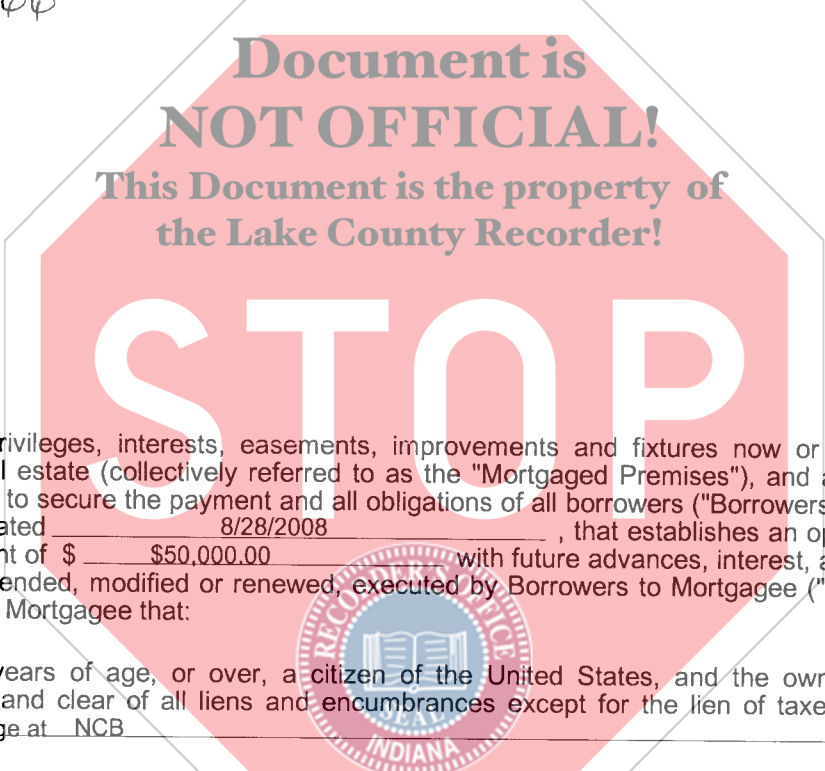 Document is
NOT OFFICIAL!
This Document is the property of
the Lake County Recorder!
STOP
rivileges, interests, easements, improvements and fixtures now or
l estate (collectively referred to as the "Mortgaged Premises"), and a
to secure the payment and all obligations of all borrowers ("Borrowers
ated 8/28/2008 , that establishes an op
nt of $ $50,000.00 with future advances, interest, a
ended, modified or renewed, executed by Borrowers to Mortgagee ("
Mortgagee that:
RECORDER'S OFFICE
years of age, or over, a citizen of the United States, and the own
and clear of all liens and encumbrances except for the lien of taxe
SEAL
ge at NCB
INDIANA